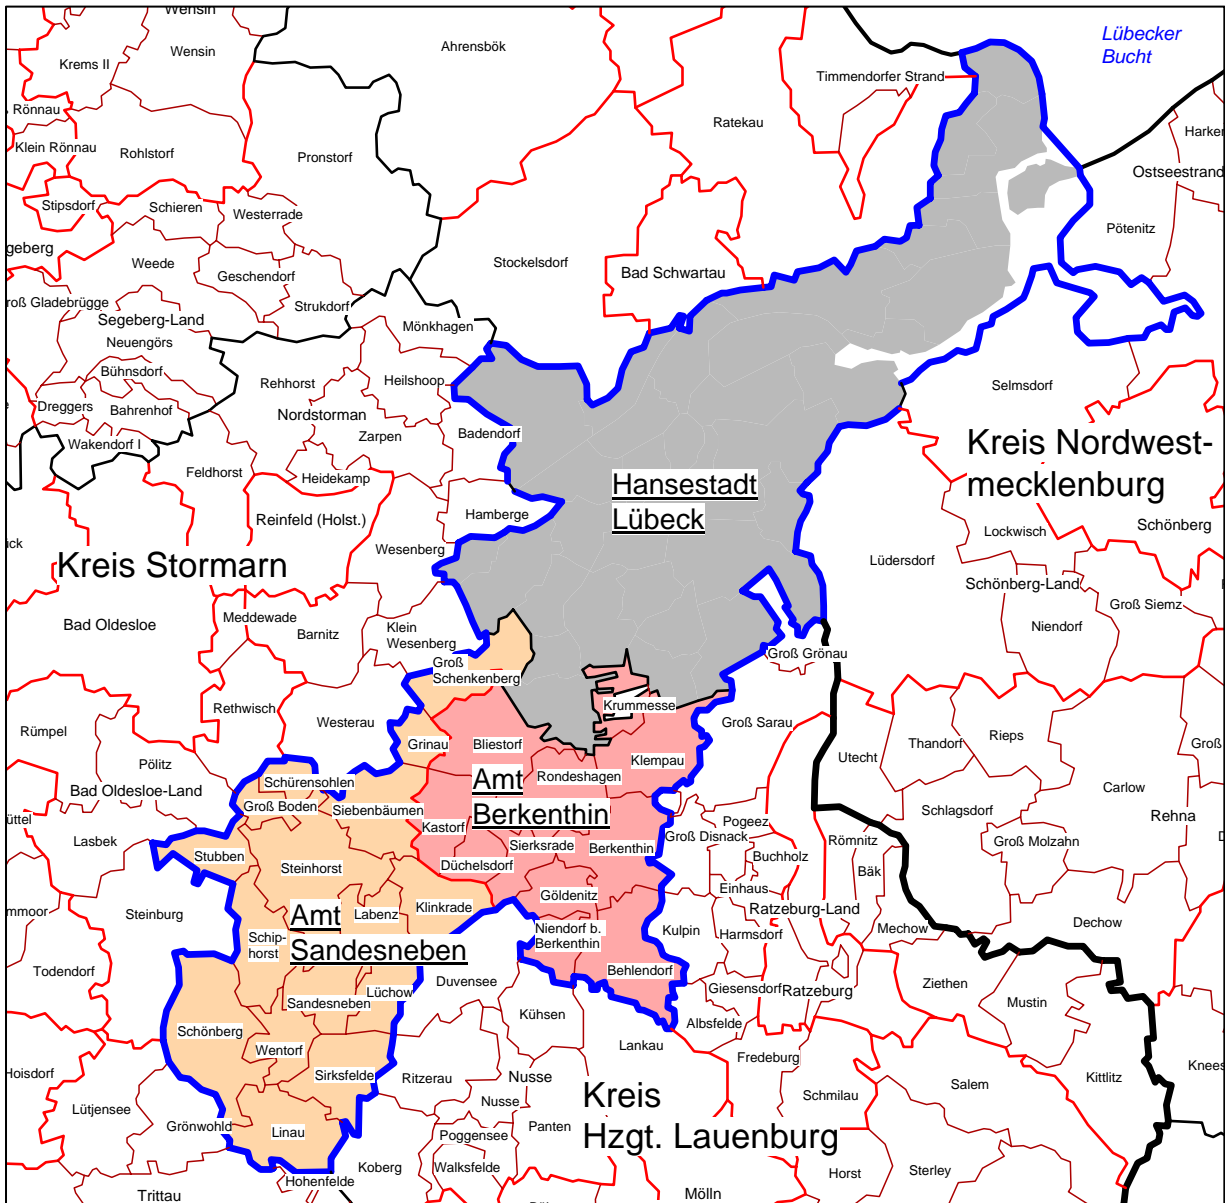 Wensin
Wensin
Krems II
Ahrensbök
Lübecker
Bucht
Timmendorfer Strand
Rönnau
Ratekau
Harker
Klein Rönnau
Rohlstorf
Pronstorf
Ostseestrand
Stipsdorf
Schieren
Westerrade
Pötenitz
geberg
Weede
Stockelsdorf
Bad Schwartau
Geschendorf
roß Gladebrügge
Strukdorf
Segeberg-Land
Mönkhagen
Neuengörs
Bühnsdorf
Rehhorst
Heilshoop
Selmsdorf
Dreggers
Bahrenhof
Nordstorman
Zarpen
Badendorf
Wakendorf I
Kreis Nordwest-
mecklenburg
Feldhorst
Heidekamp
Hansestadt
Lübeck
Reinfeld (Holst.)
Hamberge
Schönberg
Lockwisch
ück
Wesenberg
Kreis Stormarn
Lüdersdorf
Schönberg-Land
Groß Siemz
Meddewade
Bad Oldesloe
Barnitz
Klein
Wesenberg
Niendorf
Groß Grönau
Groß
Schenkenberg
Rethwisch
Krummesse
Westerau
Groß Sarau
Rümpel
Grinau
Bliestorf
Thandorf
Rieps
Groß
Utecht
Klempau
Pölitz
Schürensohlen
Amt
Berkenthin
Rondeshagen
Bad Oldesloe-Land
Carlow
Groß Boden
Siebenbäumen
Schlagsdorf
Rehna
üttel
Kastorf
Pogeez
Lasbek
Groß Disnack
Römnitz
Sierksrade
Berkenthin
Groß Molzahn
Stubben
Buchholz
Steinhorst
Düchelsdorf
Bäk
Einhaus
Göldenitz
Klinkrade
Ratzeburg-Land
mmoor
Steinburg
Amt
Sandesneben
Labenz
Dechow
Niendorf b.
Berkenthin
Kulpin
Harmsdorf
Mechow
Schip-
horst
Todendorf
Behlendorf
Duvensee
Ziethen
Lüchow
Giesensdorf
Ratzeburg
Sandesneben
Mustin
Kühsen
Schönberg
Albsfelde
Lankau
Wentorf
Fredeburg
Hoisdorf
Sirksfelde
Ritzerau
Nusse
Salem
Kittlitz
Knees
Kreis
Hzgt. Lauenburg
Schmilau
Lütjensee
Nusse
Grönwohld
Linau
Poggensee
Panten
Koberg
Walksfelde
Horst
Sterley
Hohenfelde
Trittau
Mölln